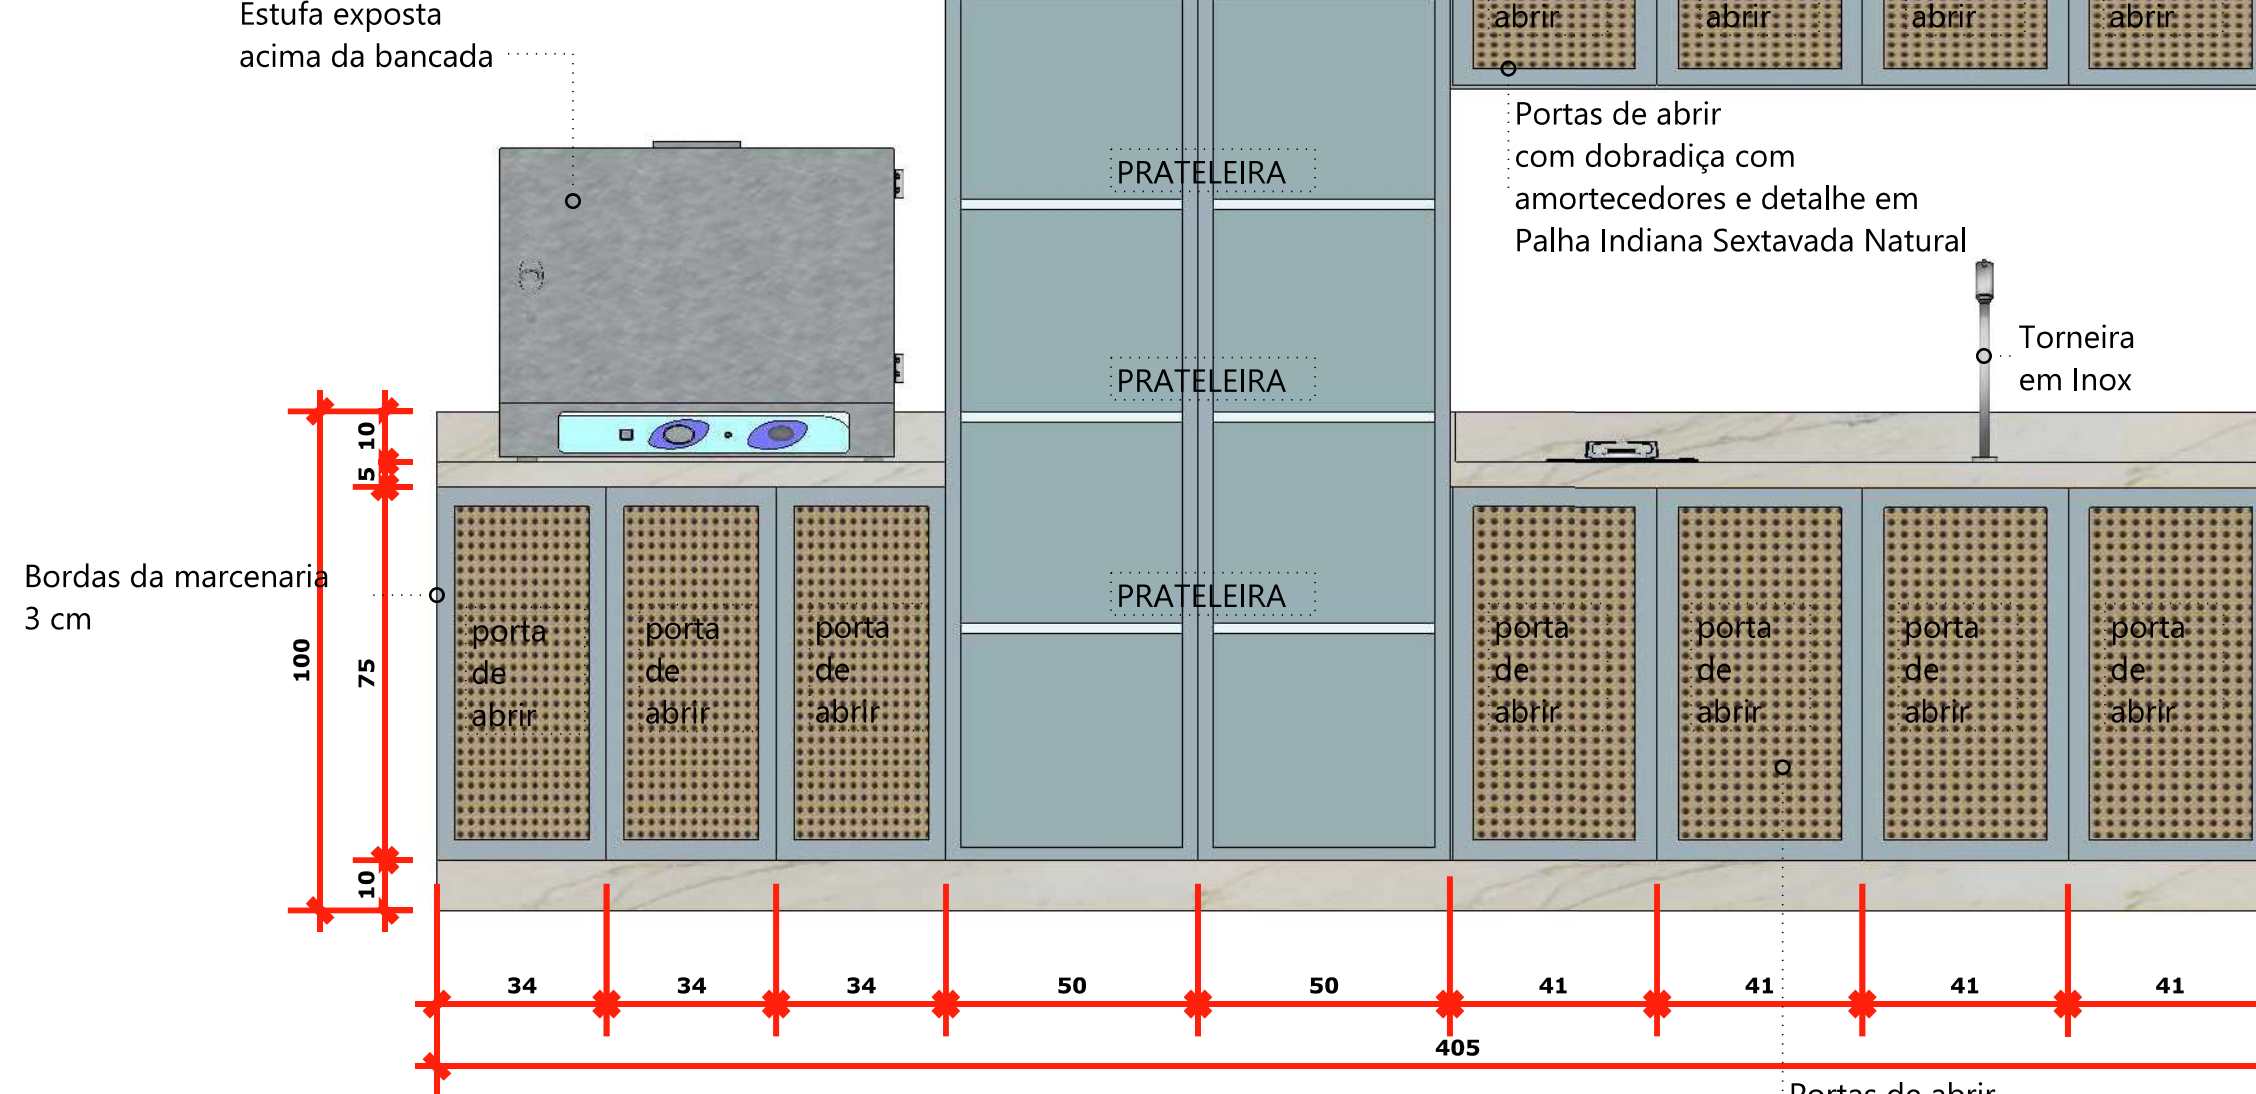 Estufa exposta
acima da bancada
abrir
abrir
abrir
abrir
Portas de abrir
com dobradiça com
amortecedores e detalhe em
Palha Indiana Sextavada Natural
PRATELEIRA
PRATELEIRA
PRATELEIRA
Torneira
em Inox
Bordas da marcenaria
3 cm
10
5
75
10
100
porta
de
abrir
porta
de
abrir
porta
de
abrir
porta
de
abrir
porta
de
abrir
porta
de
abrir
porta
de
abrir
34 34 34 50 50 41 41 41 41
405
Portas de abrir